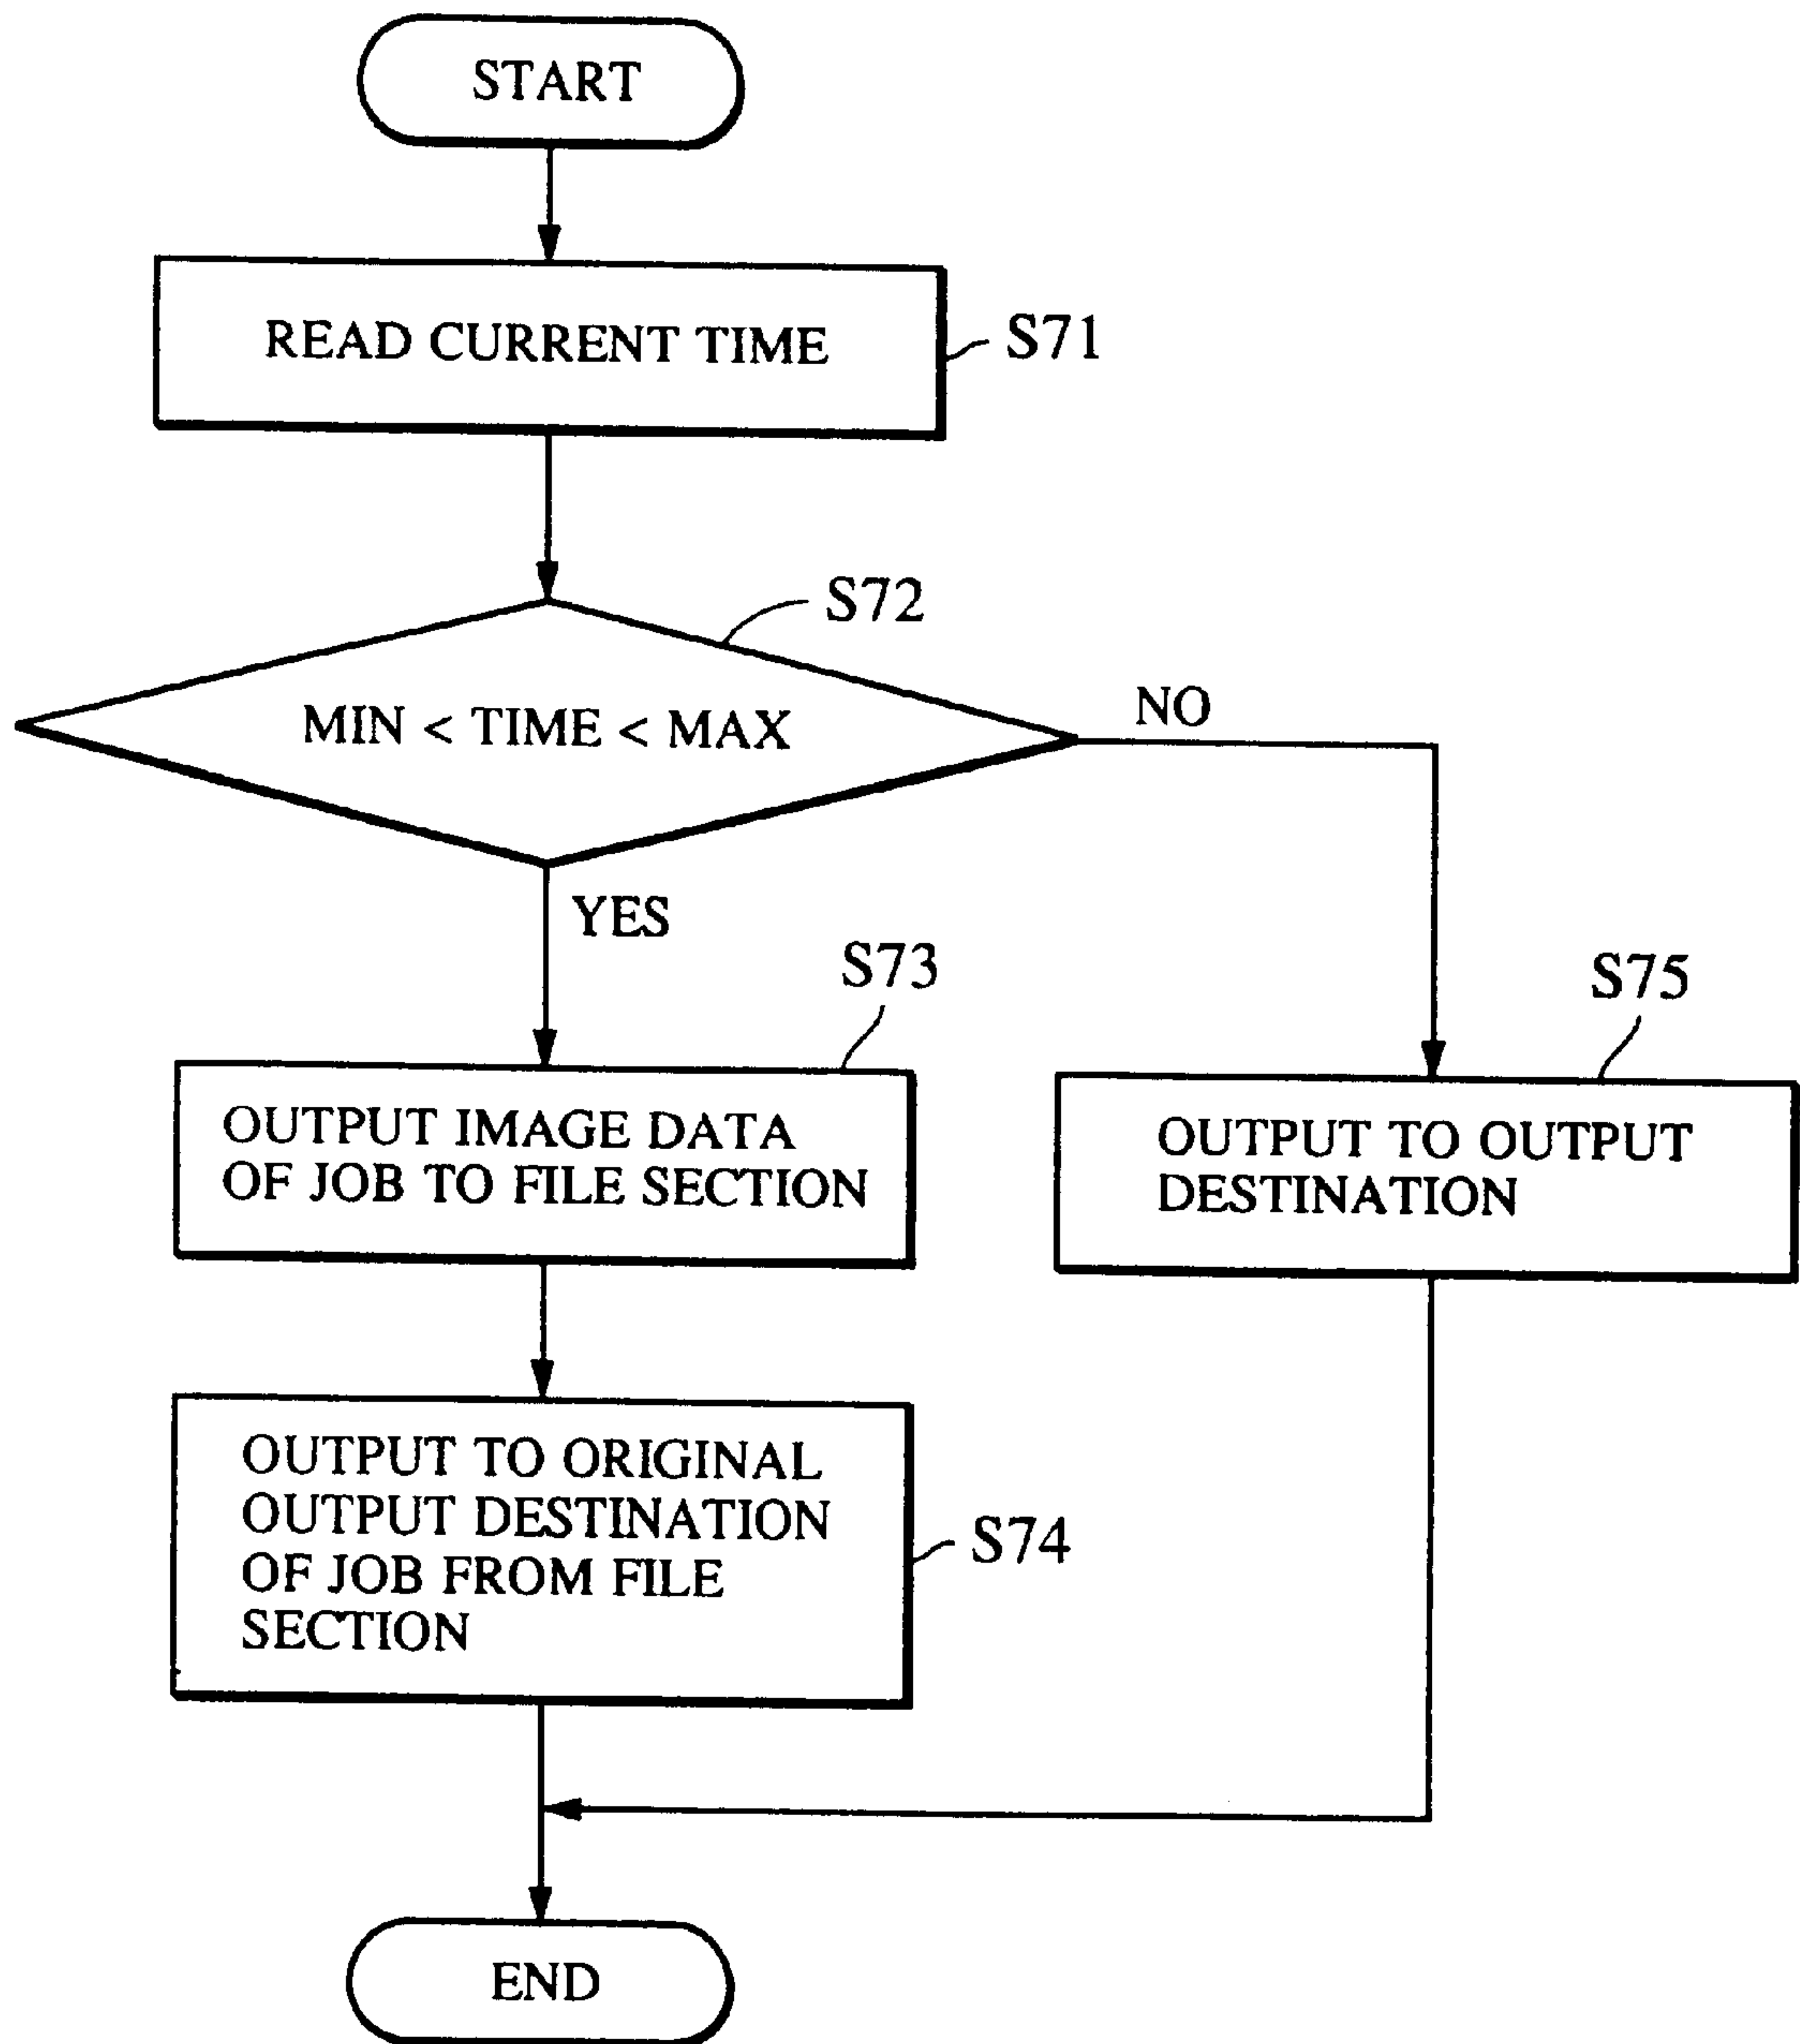 START
READ CURRENT TIME
S71
S72
MIN < TIME < MAX
NO
YES
S73
OUTPUT IMAGE DATA
OF JOB TO FILE SECTION
S75
OUTPUT TO OUTPUT
DESTINATION
OUTPUT TO ORIGINAL
OUTPUT DESTINATION
OF JOB FROM FILE
SECTION
S74
END